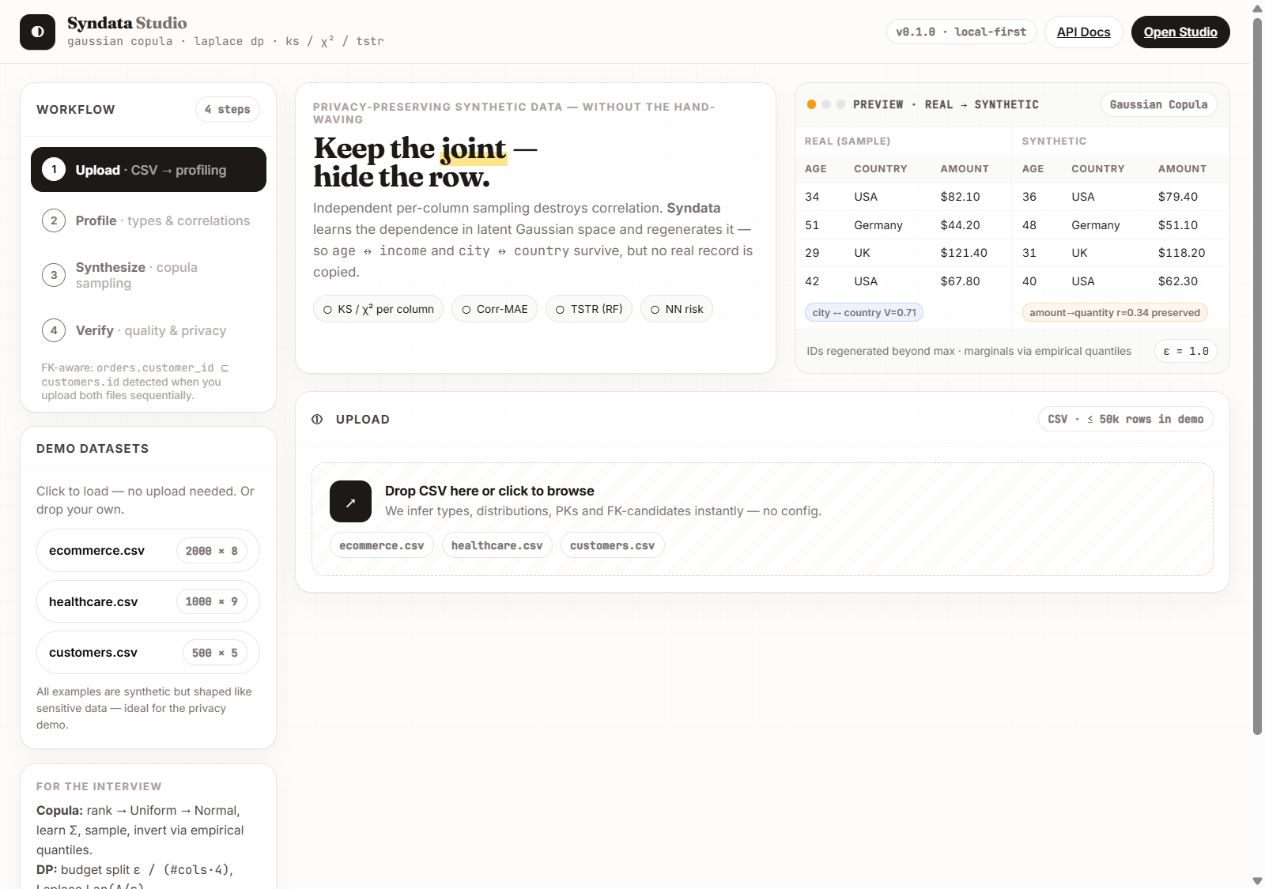 Syndata Studio
gaussian copula · laplace dp · ks / χ² / tstr
v0.1.0 · local-first
API Docs
Open Studio
WORKFLOW
4 steps
1 Upload · CSV → profiling
2 Profile · types & correlations
3 Synthesize · copula
sampling
4 Verify · quality & privacy
FK-aware: orders.customer_id ⊂
customers.id detected when you
upload both files sequentially.
DEMO DATASETS
Click to load — no upload needed. Or
drop your own.
ecommerce.csv 2000 × 8
healthcare.csv 1000 × 9
customers.csv 500 × 5
All examples are synthetic but shaped like
sensitive data — ideal for the privacy
demo.
FOR THE INTERVIEW
Copula: rank → Uniform → Normal,
learn Σ, sample, invert via empirical
quantiles.
DP: budget split ε / (#cols·4),
PRIVACY-PRESERVING SYNTHETIC DATA — WITHOUT THE HAND-
WAVING
Keep the joint —
hide the row.
Independent per-column sampling destroys correlation. Syndata
learns the dependence in latent Gaussian space and regenerates it —
so age ↔ income and city ↔ country survive, but no real record is
copied.
○ KS / χ² per column
○ Corr-MAE
○ TSTR (RF)
○ NN risk
PREVIEW · REAL → SYNTHETIC
Gaussian Copula
REAL (SAMPLE)
AGE COUNTRY AMOUNT
34 USA $82.10
51 Germany $44.20
29 UK $121.40
42 USA $67.80
city ↔ country V=0.71
SYNTHETIC
AGE COUNTRY AMOUNT
36 USA $79.40
48 Germany $51.10
31 UK $118.20
40 USA $62.30
amount→quantity r=0.34 preserved
IDs regenerated beyond max · marginals via empirical quantiles
ε = 1.0
① UPLOAD
CSV · ≤ 50k rows in demo
Drop CSV here or click to browse
We infer types, distributions, PKs and FK-candidates instantly — no config.
ecommerce.csv
healthcare.csv
customers.csv